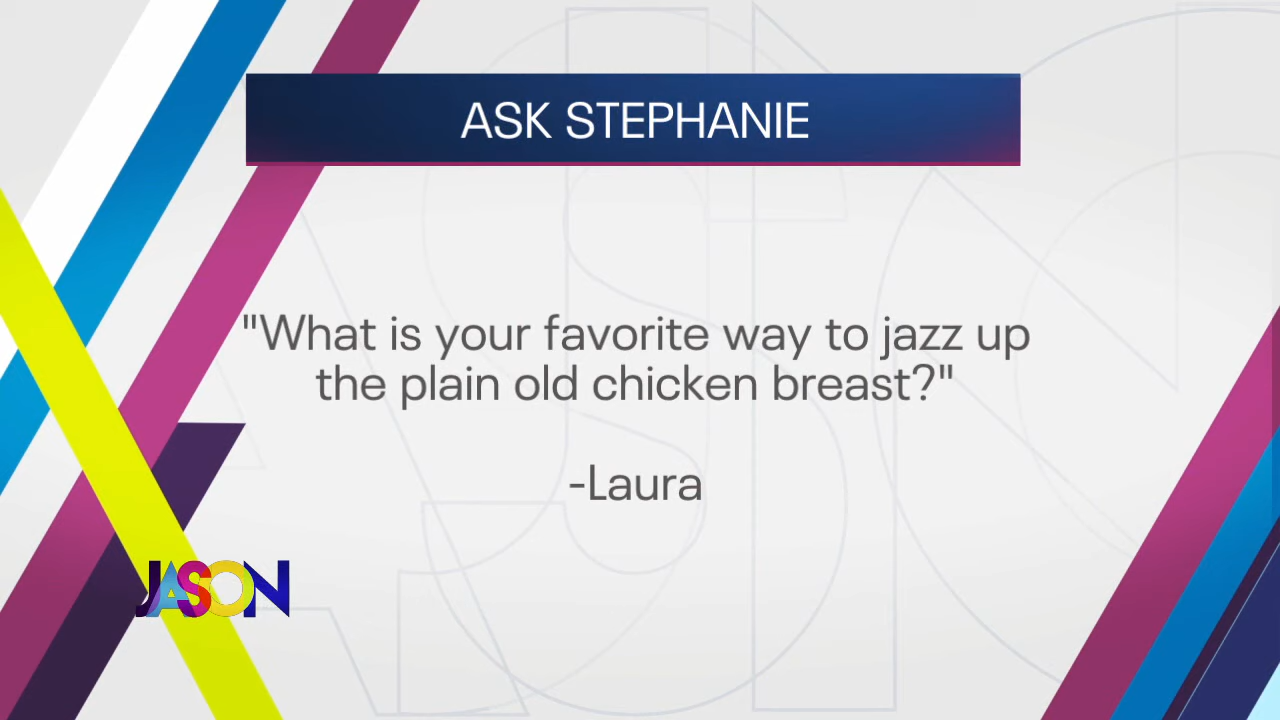 ASK STEPHANIE
"What is your favorite way to jazz up
the plain old chicken breast?"
-Laura
JASON